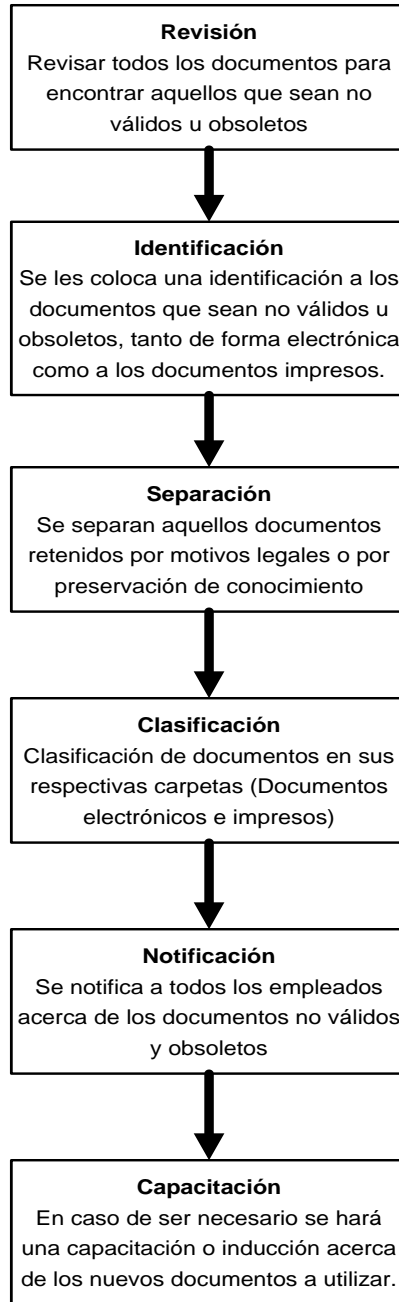 Revisión
Revisar todos los documentos para
encontrar aquellos que sean no
válidos u obsoletos
Identificación
Se les coloca una identificación a los
documentos que sean no válidos u
obsoletos, tanto de forma electrónica
como a los documentos impresos.
Separación
Se separan aquellos documentos
retenidos por motivos legales o por
preservación de conocimiento
Clasificación
Clasificación de documentos en sus
respectivas carpetas (Documentos
electrónicos e impresos)
Notificación
Se notifica a todos los empleados
acerca de los documentos no válidos
y obsoletos
Capacitación
En caso de ser necesario se hará
una capacitación o inducción acerca
de los nuevos documentos a utilizar.